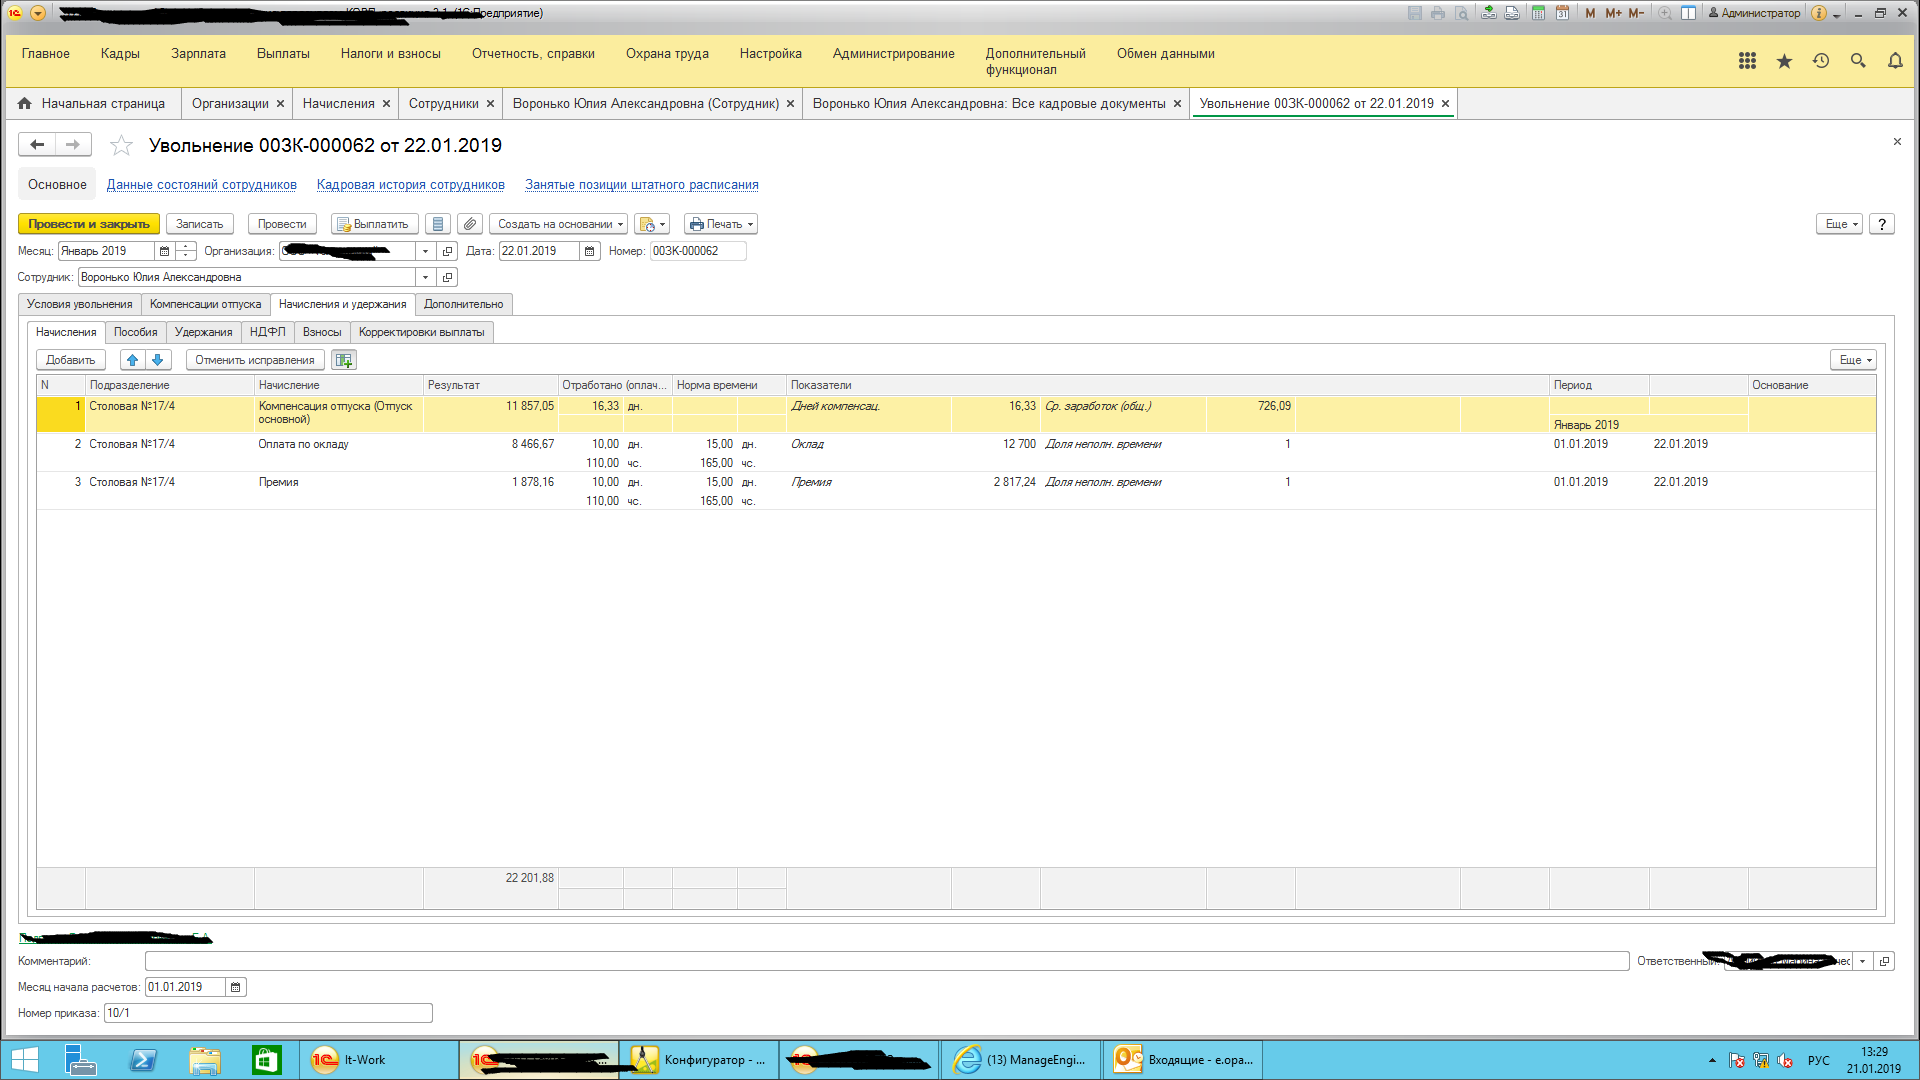 (1С:Предприятие)
M M+ M- Администратор
Главное Кадры Зарплата Выплаты Налоги и взносы Отчетность, справки Охрана труда Настройка Администрирование Дополнительный функционал Обмен данными
Начальная страница Организации Начисления Сотрудники Воронько Юлия Александровна (Сотрудник) Воронько Юлия Александровна: Все кадровые документы Увольнение 00ЗК-000062 от 22.01.2019
Увольнение 00ЗК-000062 от 22.01.2019
Основное Данные состояний сотрудников Кадровая история сотрудников Занятые позиции штатного расписания
Провести и закрыть Записать Провести Выплатить Создать на основании Печать Еще ?
Месяц: Январь 2019 Организация: Дата: 22.01.2019 Номер: 00ЗК-000062
Сотрудник: Воронько Юлия Александровна
Условия увольнения Компенсации отпуска Начисления и удержания Дополнительно
Начисления Пособия Удержания НДФЛ Взносы Корректировки выплаты
Добавить Отменить исправления Еще
N Подразделение Начисление Результат Отработано (оплач... Норма времени Показатели Период Основание
1 Столовая №17/4 Компенсация отпуска (Отпуск основной) 11 857,05 16,33 дн. Дней компенсац. 16,33 Ср. заработок (общ.) 726,09
Январь 2019
2 Столовая №17/4 Оплата по окладу 8 466,67 10,00 дн. 15,00 дн. Оклад 12 700 Доля неполн. времени 1 01.01.2019 22.01.2019
110,00 чс. 165,00 чс.
3 Столовая №17/4 Премия 1 878,16 10,00 дн. 15,00 дн. Премия 2 817,24 Доля неполн. времени 1 01.01.2019 22.01.2019
110,00 чс. 165,00 чс.
22 201,88
Комментарий: Ответственный:
Месяц начала расчетов: 01.01.2019
Номер приказа: 10/1
It-Work Конфигуратор - ... (13) ManageEngi... Входящие - e.opa... РУС 13:29
21.01.2019